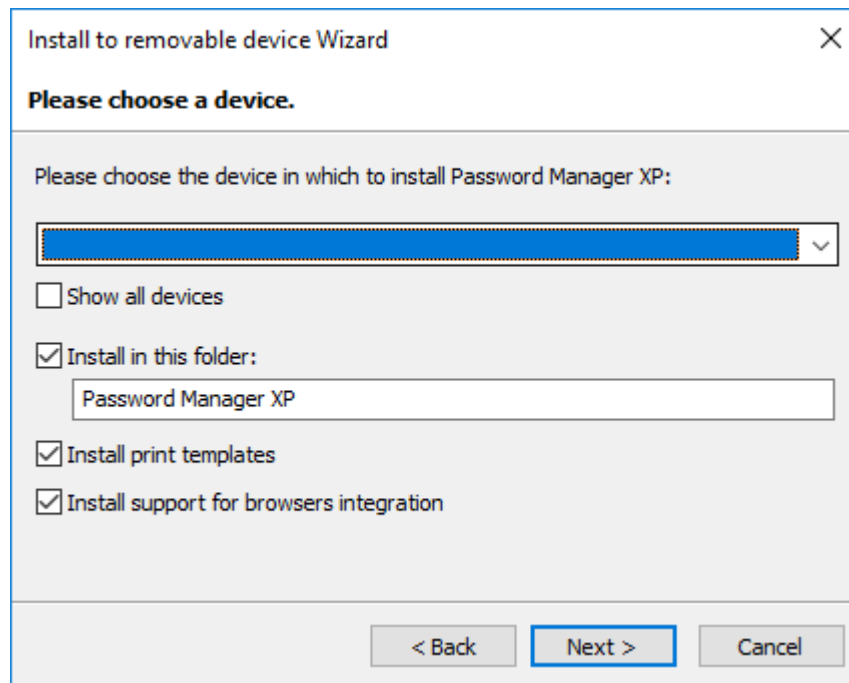 Install to removable device Wizard
Please choose a device.
Please choose the device in which to install Password Manager XP:
Show all devices
Install in this folder:
Password Manager XP
Install print templates
Install support for browsers integration
< Back Next > Cancel